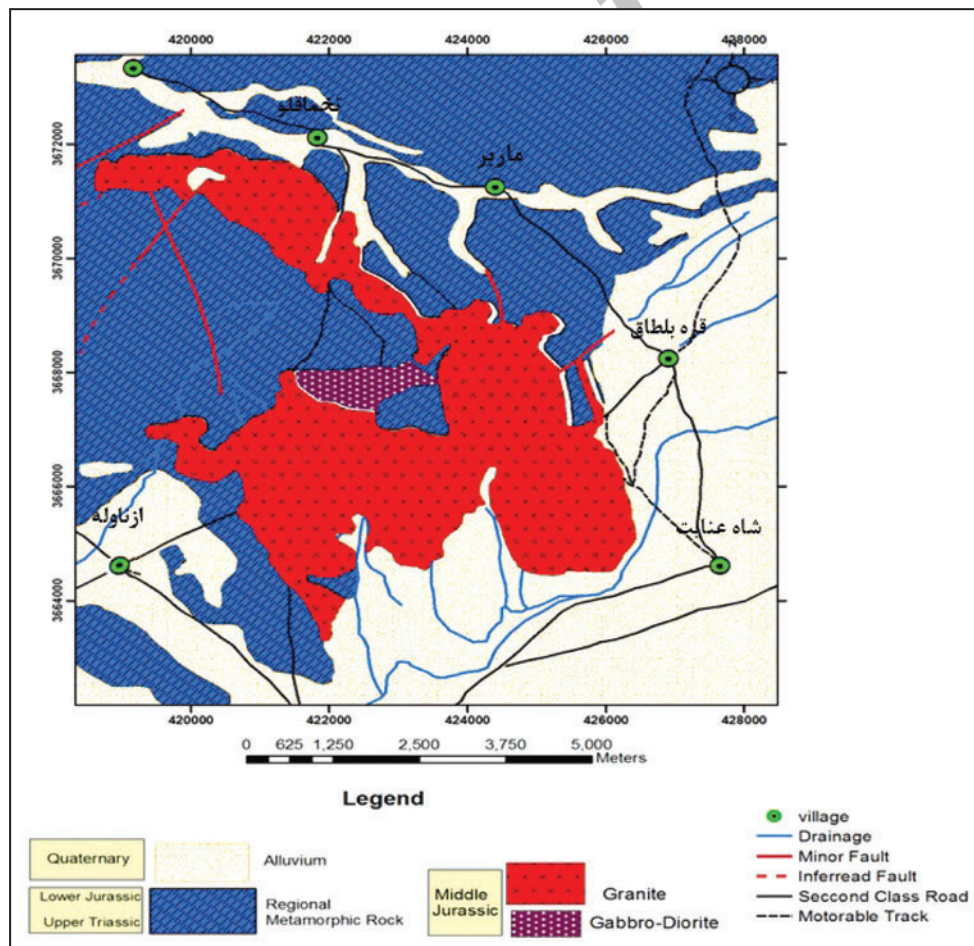 420000 422000 424000 426000 428000
تخماقلو
3672000
ماربر
3670000
قره بلطاق
3668000
3666000
ازناوله
شاه عنایت
3664000
420000 422000 424000 426000 428000
0 625 1,250 2,500 3,750 5,000
Meters
Legend
Quaternary
Alluvium
Lower Jurassic
Upper Triassic
Regional
Metamorphic Rock
Middle
Jurassic
Granite
Gabbro-Diorite
village
Drainage
Minor Fault
Inferread Fault
Seccond Class Road
Motorable Track